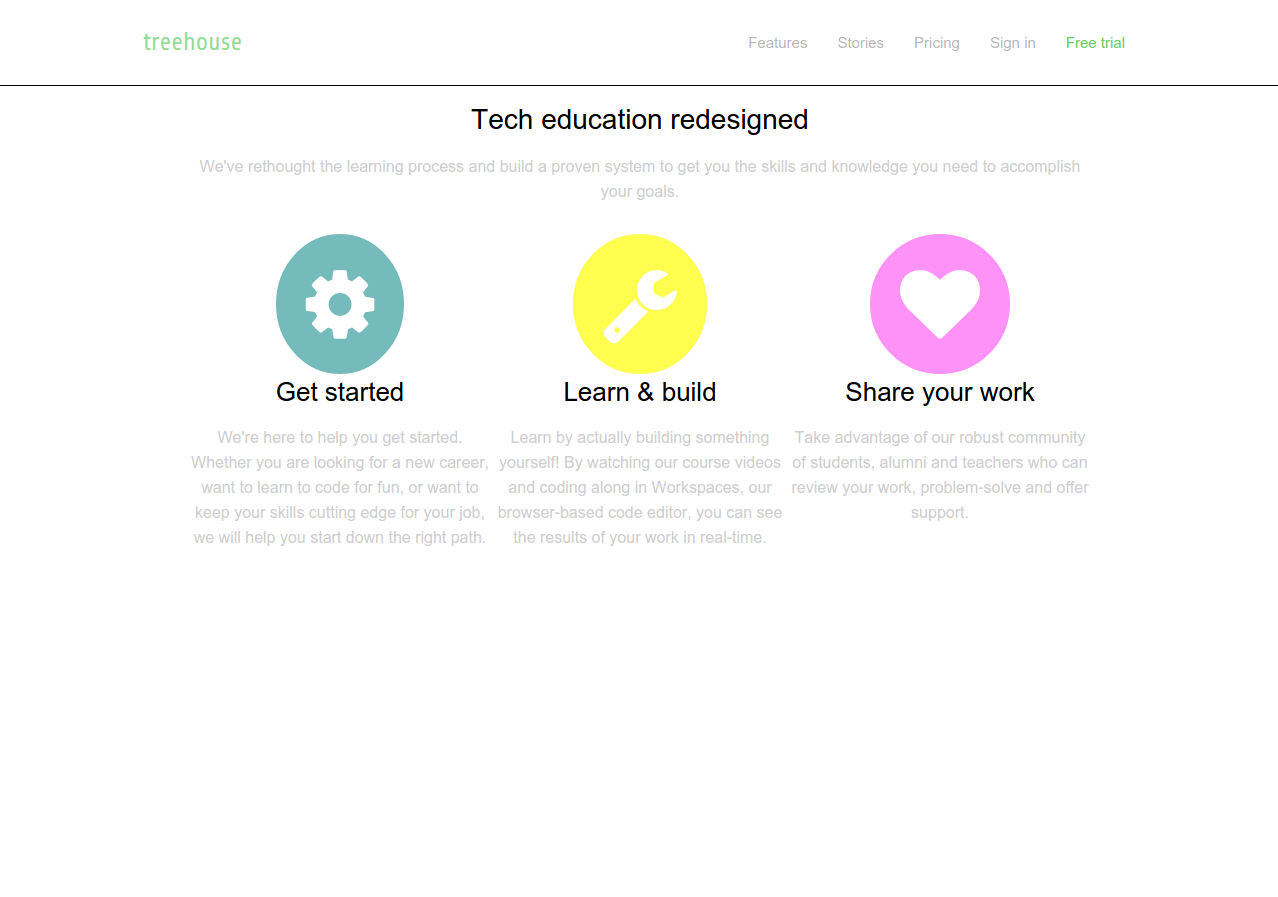 treehouse
Features Stories Pricing Sign in Free trial
Tech education redesigned
We've rethought the learning process and build a proven system to get you the skills and knowledge you need to accomplish
your goals.
Get started
We're here to help you get started.
Whether you are looking for a new career,
want to learn to code for fun, or want to
keep your skills cutting edge for your job,
we will help you start down the right path.
Learn & build
Learn by actually building something
yourself! By watching our course videos
and coding along in Workspaces, our
browser-based code editor, you can see
the results of your work in real-time.
Share your work
Take advantage of our robust community
of students, alumni and teachers who can
review your work, problem-solve and offer
support.